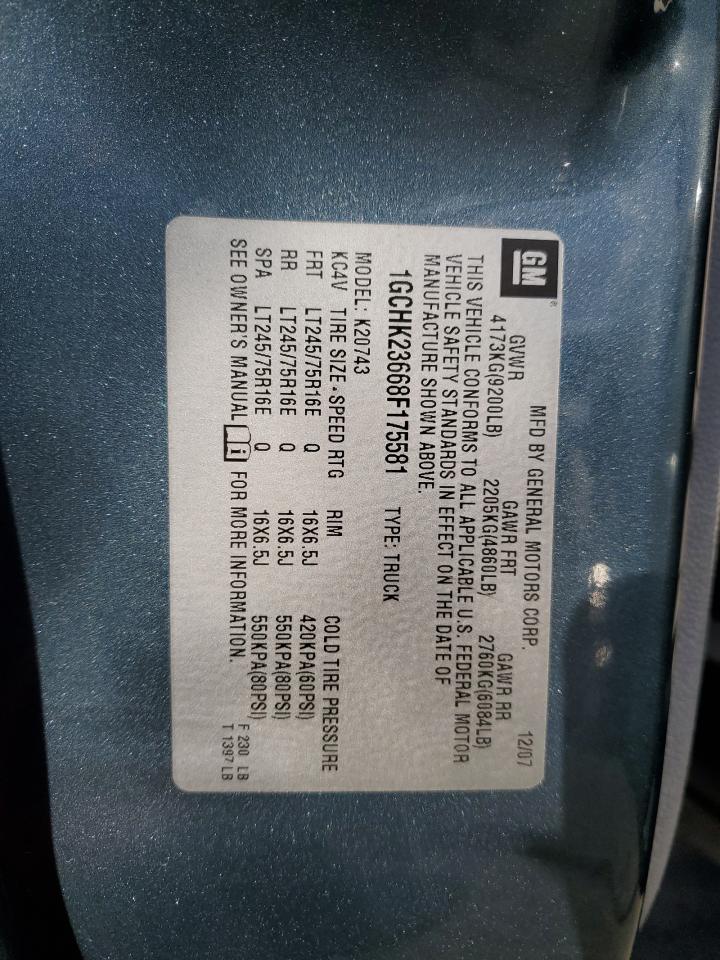 GM ® MFD BY GENERAL MOTORS CORP. 12/07
GVWR GAWR FRT GAWR RR
4173KG(9200LB) 2205KG(4860LB) 2760KG(6084LB)
THIS VEHICLE CONFORMS TO ALL APPLICABLE U.S. FEDERAL MOTOR
VEHICLE SAFETY STANDARDS IN EFFECT ON THE DATE OF
MANUFACTURE SHOWN ABOVE.
1GCHK23668F175581 TYPE: TRUCK
MODEL: K20743
KC4V TIRE SIZE-SPEED RTG RIM COLD TIRE PRESSURE
FRT LT245/75R16E Q 16X6.5J 420KPA(60PSI)
RR LT245/75R16E Q 16X6.5J 550KPA(80PSI)
SPA LT245/75R16E Q 16X6.5J 550KPA(80PSI)
SEE OWNER'S MANUAL FOR MORE INFORMATION.
F 230 LB
T 1397 LB